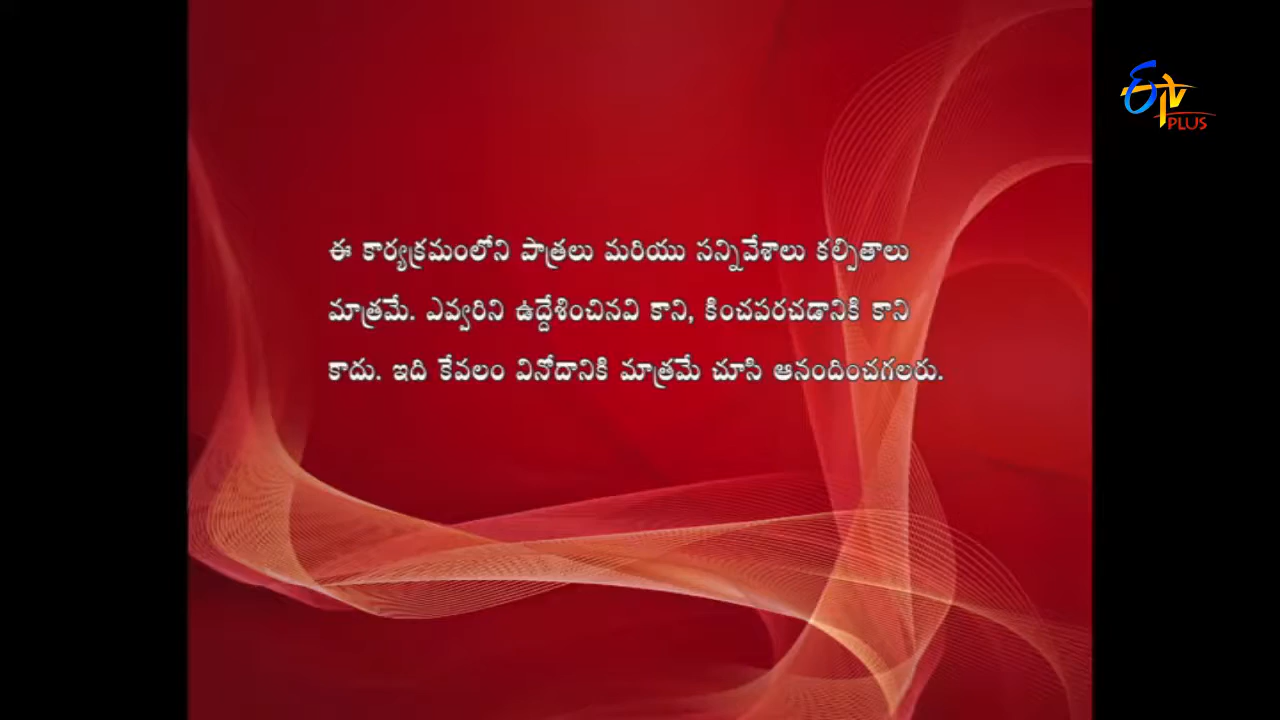 ETV
PLUS
ఈ కార్యక్రమంలోని పాత్రలు మరియు సన్నివేశాలు కల్పితాలు
మాత్రమే. ఎవ్వరిని ఉద్దేశించినవి కాని, కించపరచడానికి కాని
కాదు. ఇది కేవలం వినోదానికి మాత్రమే చూసి ఆనందించగలరు.